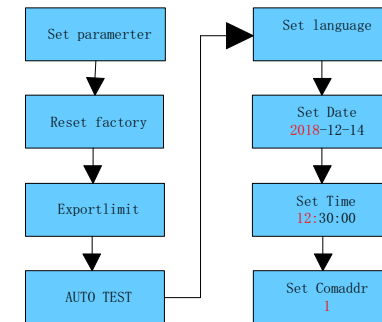 Set paramerter
Reset factory
Exportlimit
AUTO TEST
Set language
Set Date
2018-12-14
Set Time
12:30:00
Set Comaddr
1